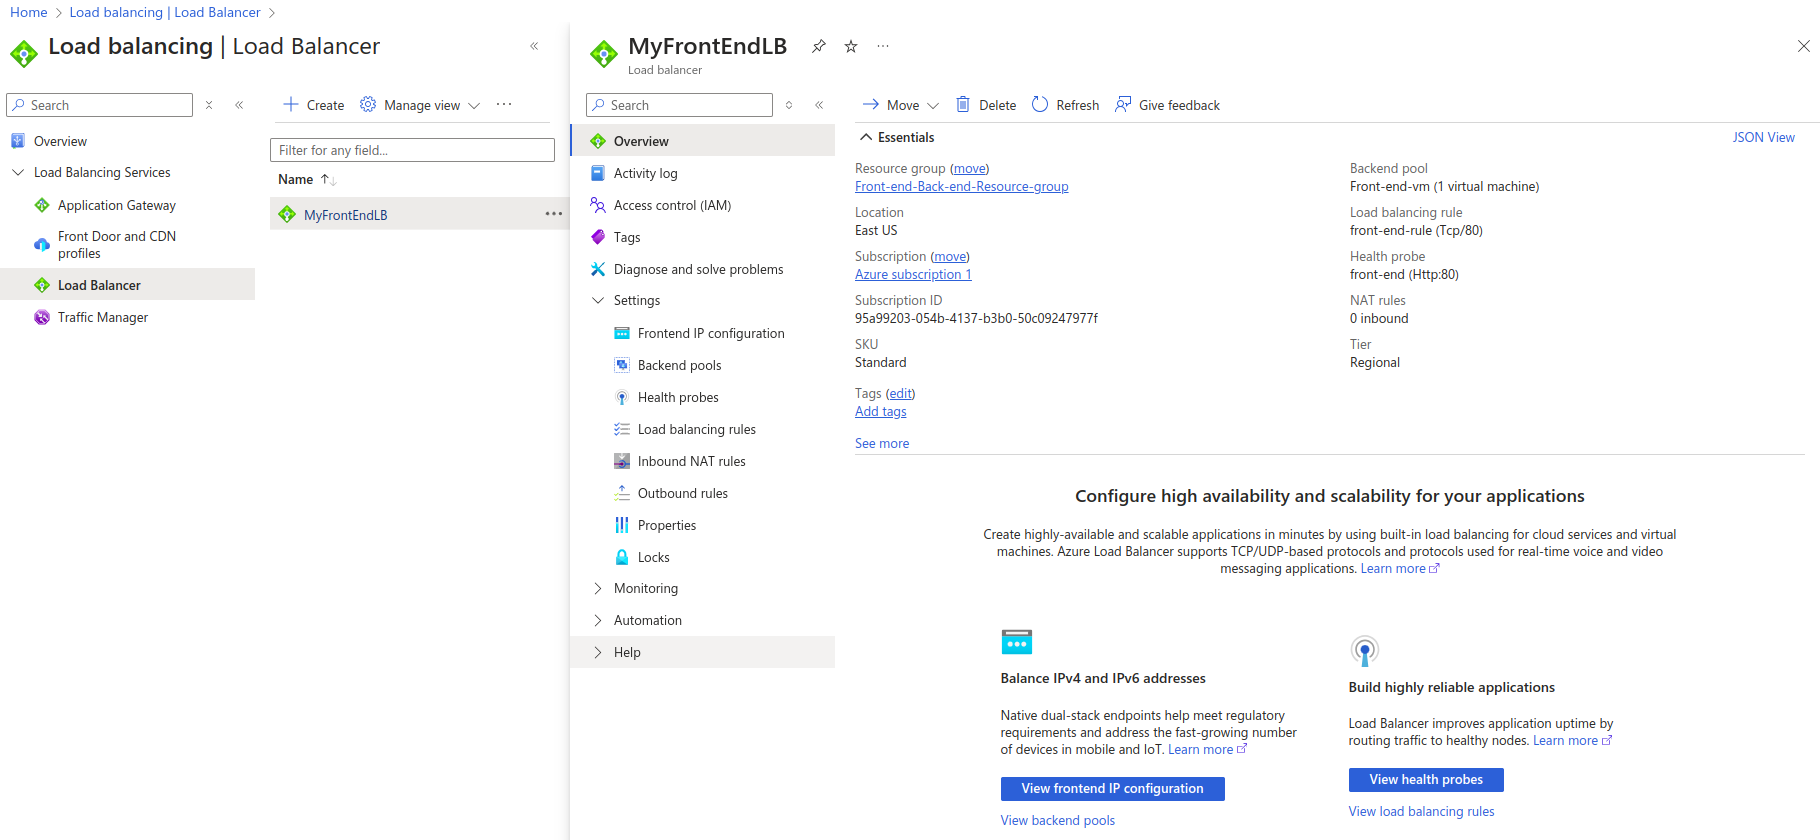 Home > Load balancing | Load Balancer >
Load balancing | Load Balancer
Search
Overview
Load Balancing Services
Application Gateway
Front Door and CDN
profiles
Load Balancer
Traffic Manager
Create
Manage view
Filter for any field...
Name
MyFrontEndLB
MyFrontEndLB
Load balancer
Search
Overview
Activity log
Access control (IAM)
Tags
Diagnose and solve problems
Settings
Frontend IP configuration
Backend pools
Health probes
Load balancing rules
Inbound NAT rules
Outbound rules
Properties
Locks
Monitoring
Automation
Help
Move
Delete
Refresh
Give feedback
Essentials
JSON View
Resource group (move)
Front-end-Back-end-Resource-group
Location
East US
Subscription (move)
Azure subscription 1
Subscription ID
95a99203-054b-4137-b3b0-50c09247977f
SKU
Standard
Tags (edit)
Add tags
See more
Backend pool
Front-end-vm (1 virtual machine)
Load balancing rule
front-end-rule (Tcp/80)
Health probe
front-end (Http:80)
NAT rules
0 inbound
Tier
Regional
Configure high availability and scalability for your applications
Create highly-available and scalable applications in minutes by using built-in load balancing for cloud services and virtual
machines. Azure Load Balancer supports TCP/UDP-based protocols and protocols used for real-time voice and video
messaging applications. Learn more
Balance IPv4 and IPv6 addresses
Native dual-stack endpoints help meet regulatory
requirements and address the fast-growing number
of devices in mobile and IoT. Learn more
View frontend IP configuration
View backend pools
Build highly reliable applications
Load Balancer improves application uptime by
routing traffic to healthy nodes. Learn more
View health probes
View load balancing rules